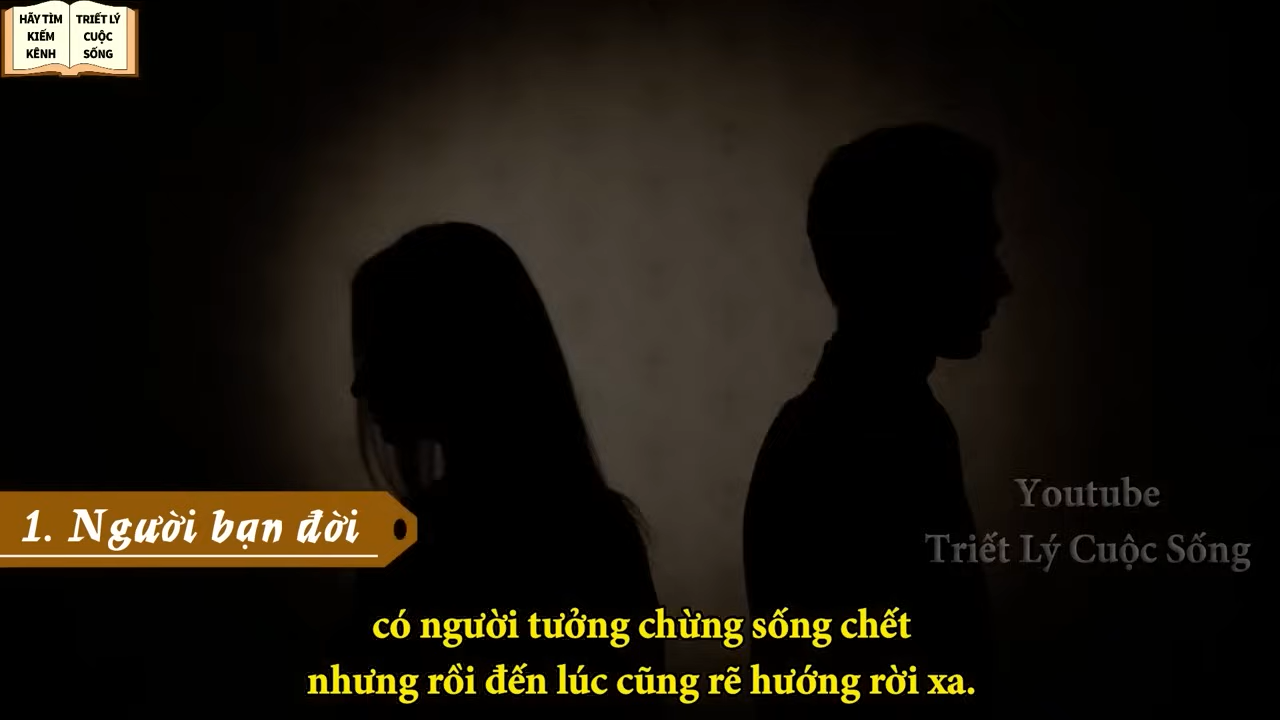 HÃY TÌM
KIẾM
KÊNH
TRIẾT LÝ
CUỘC
SỐNG
1. Người bạn đời
Youtube
Triết Lý Cuộc Sống
có người tưởng chừng sống chết
nhưng rồi đến lúc cũng rẽ hướng rời xa.